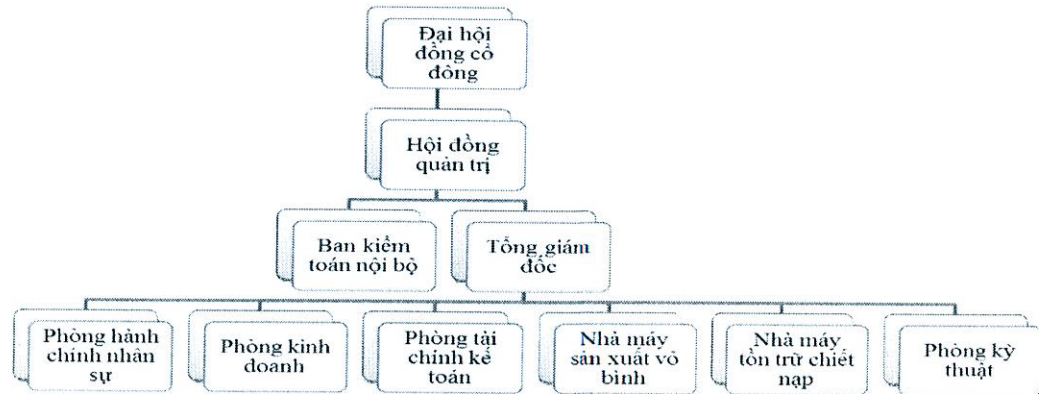 Đại hội
đồng cổ
đông
Hội đồng
quản trị
Ban kiểm
toán nội bộ
Tổng giám
đốc
Phòng hành
chính nhân
sự
Phòng kinh
doanh
Phòng tài
chính kế
toán
Nhà máy
sản xuất vỏ
bình
Nhà máy
tồn trữ chiết
nạp
Phòng kỹ
thuật